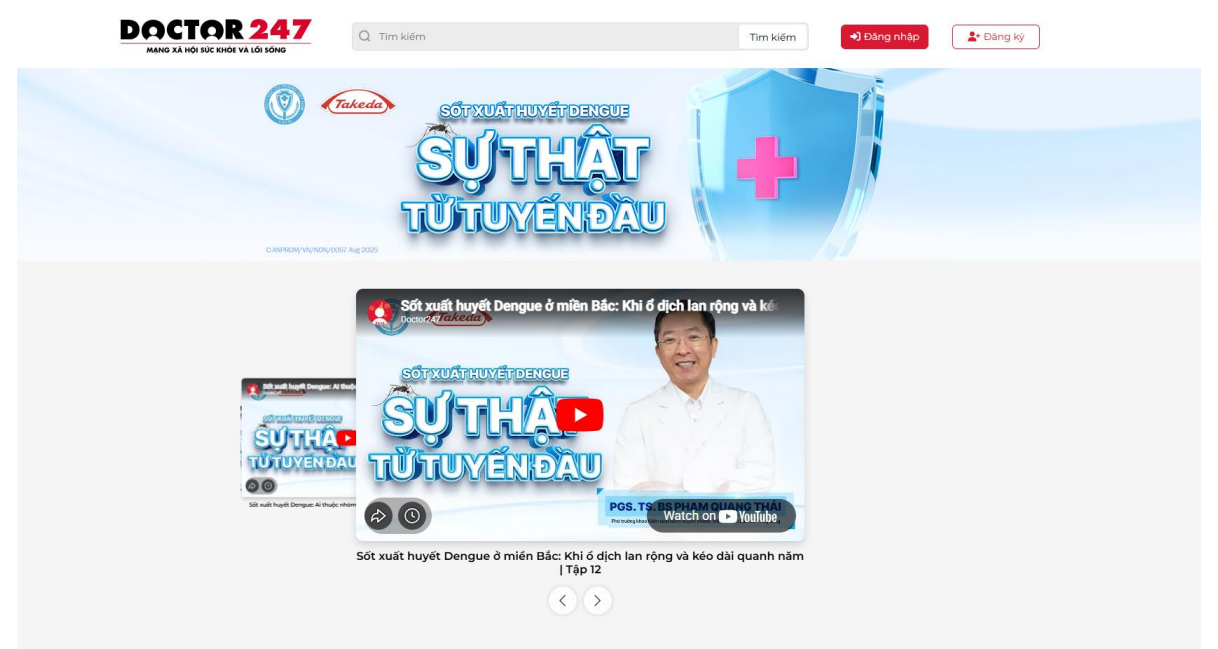 DOCTOR 247
MẠNG XÃ HỘI SỨC KHỎE VÀ LỐI SỐNG
Tìm kiếm
Tìm kiếm
Đăng nhập
Đăng ký
Takeda
SỐT XUẤT HUYẾT DENGUE
SỰ THẬT
TỪ TUYẾN ĐẦU
C-ANPROM/VN/NON/0057 Aug 2025
Sốt xuất huyết Dengue ở miền Bắc: Khi ổ dịch lan rộng và ké
Doctor247
Takeda
SỐT XUẤT HUYẾT DENGUE
SỰ THẬ
TỪ TUYẾN ĐẦU
PGS. TS. BS PHẠM QUANG THÁI
Watch on YouTube
Sốt xuất huyết Dengue: Ai thuộ
SỐT XUẤT HUYẾT DENGUE
SỰ THẬ
TỪ TUYẾN ĐẦU
Sốt xuất huyết Dengue: Ai thuộc nhóm
Sốt xuất huyết Dengue ở miền Bắc: Khi ổ dịch lan rộng và kéo dài quanh năm
| Tập 12